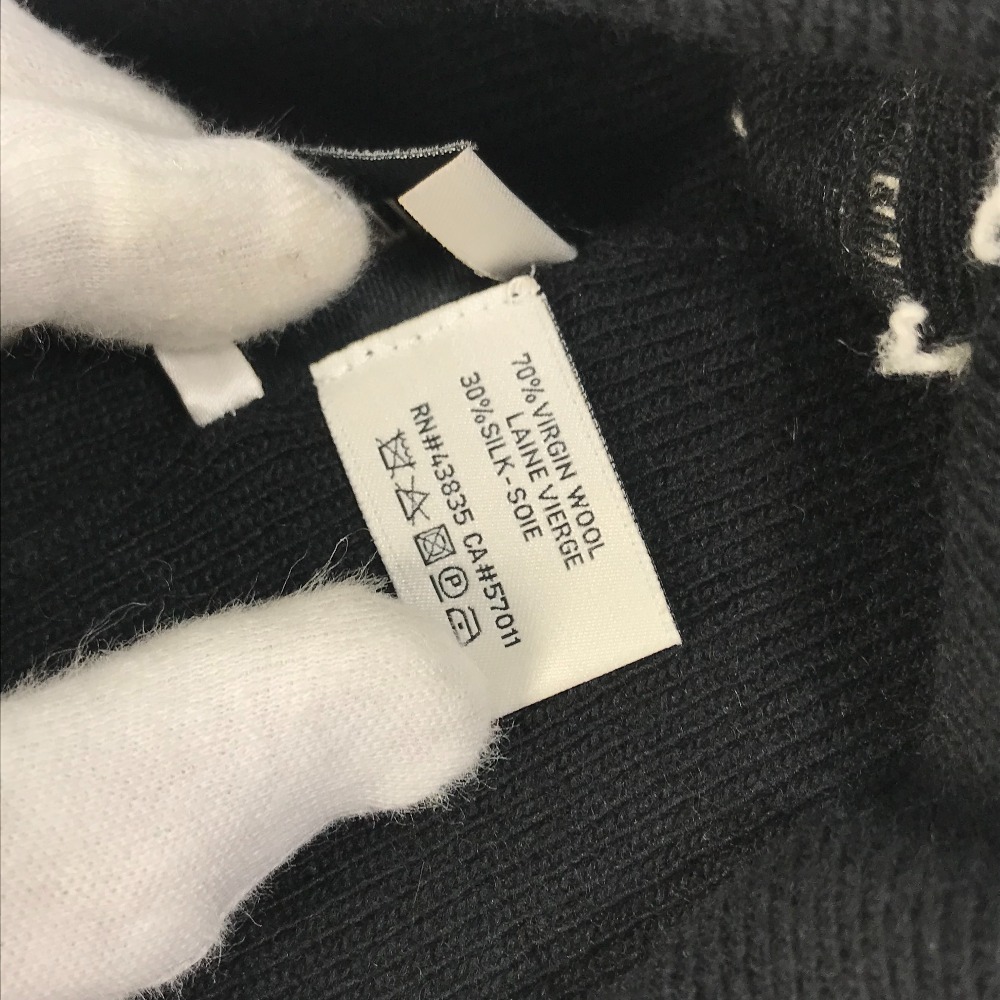 70% VIRGIN WOOL
LAINE VIERGE
30% SILK-SOIE
RN#43835 CA#57011
P